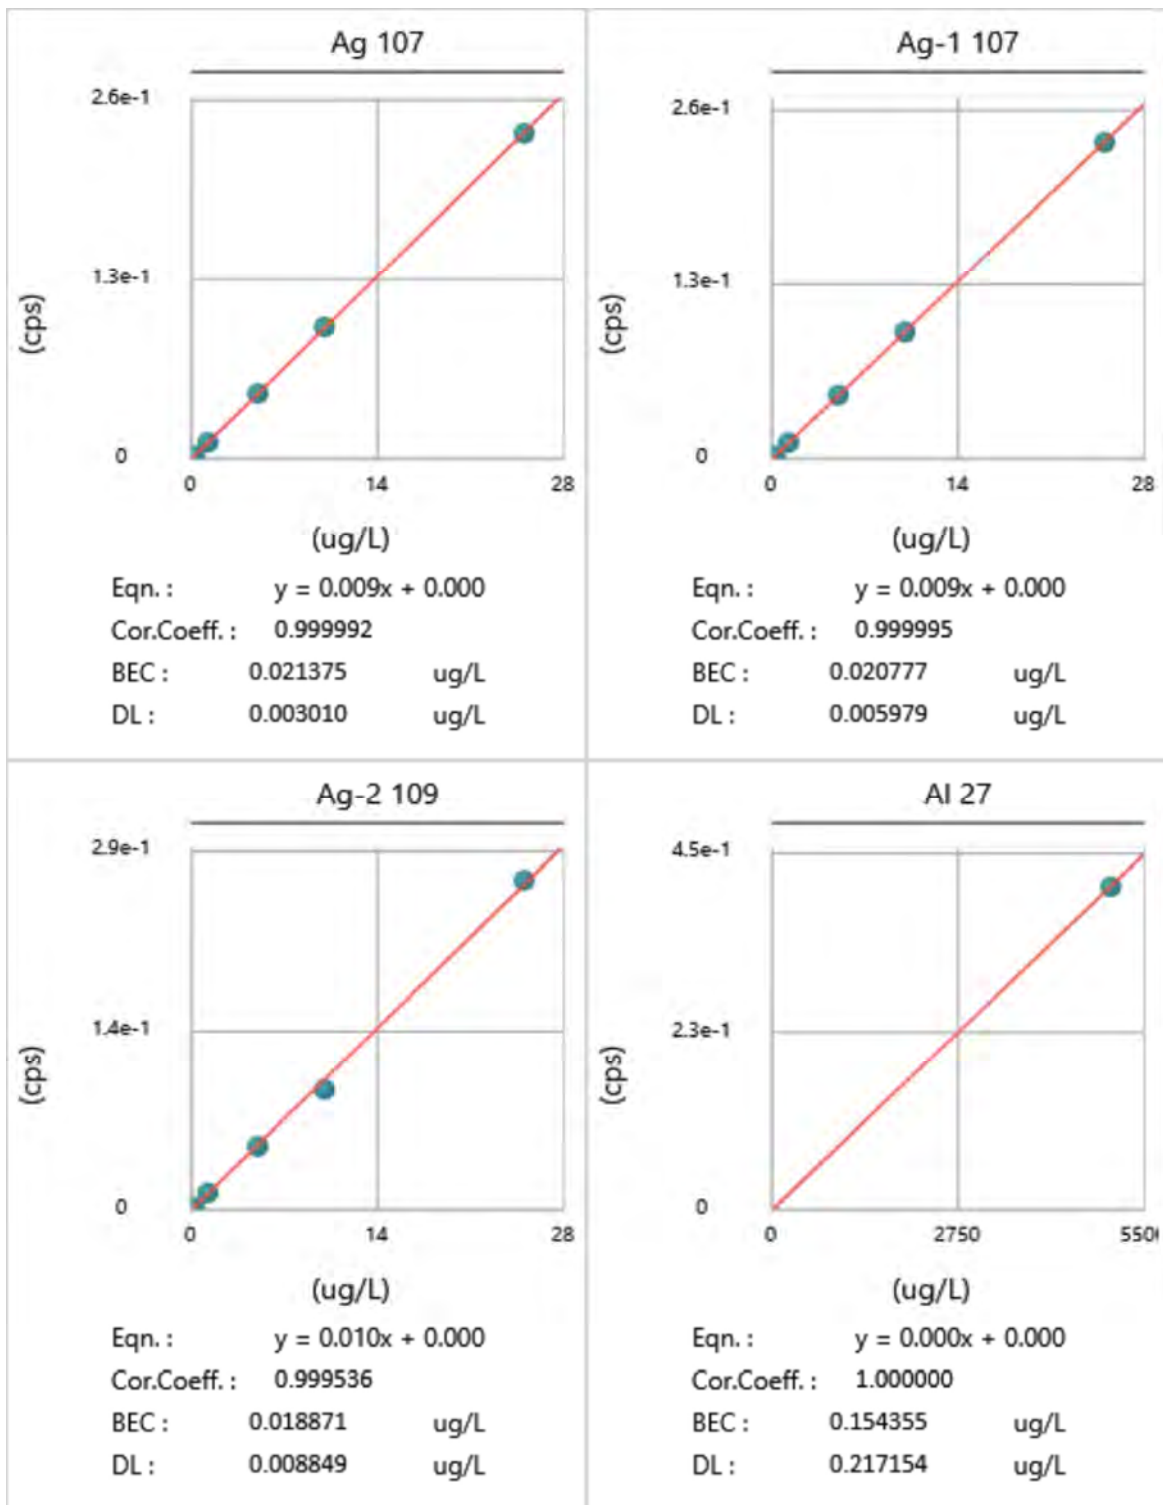 Ag 107
2.6e-1
1.3e-1
0
(cps)
0 14 28
(ug/L)
Eqn. : y = 0.009x + 0.000
Cor.Coeff. : 0.999992
BEC : 0.021375 ug/L
DL : 0.003010 ug/L
Ag-1 107
2.6e-1
1.3e-1
0
(cps)
0 14 28
(ug/L)
Eqn. : y = 0.009x + 0.000
Cor.Coeff. : 0.999995
BEC : 0.020777 ug/L
DL : 0.005979 ug/L
Ag-2 109
2.9e-1
1.4e-1
0
(cps)
0 14 28
(ug/L)
Eqn. : y = 0.010x + 0.000
Cor.Coeff. : 0.999536
BEC : 0.018871 ug/L
DL : 0.008849 ug/L
Al 27
4.5e-1
2.3e-1
0
(cps)
0 2750 550
(ug/L)
Eqn. : y = 0.000x + 0.000
Cor.Coeff. : 1.000000
BEC : 0.154355 ug/L
DL : 0.217154 ug/L